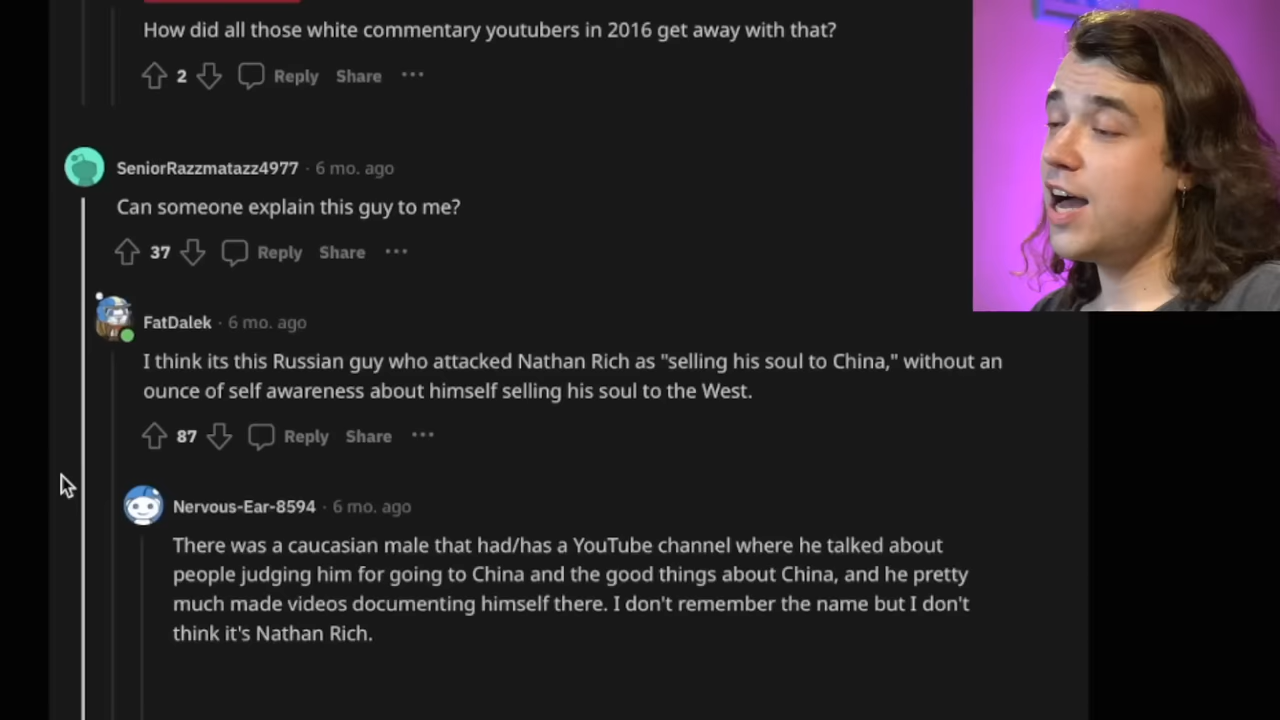 How did all those white commentary youtubers in 2016 get away with that?
2 Reply Share ...
SeniorRazzmatazz4977 · 6 mo. ago
Can someone explain this guy to me?
37 Reply Share ...
FatDalek · 6 mo. ago
I think its this Russian guy who attacked Nathan Rich as "selling his soul to China," without an
ounce of self awareness about himself selling his soul to the West.
87 Reply Share ...
Nervous-Ear-8594 · 6 mo. ago
There was a caucasian male that had/has a YouTube channel where he talked about
people judging him for going to China and the good things about China, and he pretty
much made videos documenting himself there. I don't remember the name but I don't
think it's Nathan Rich.